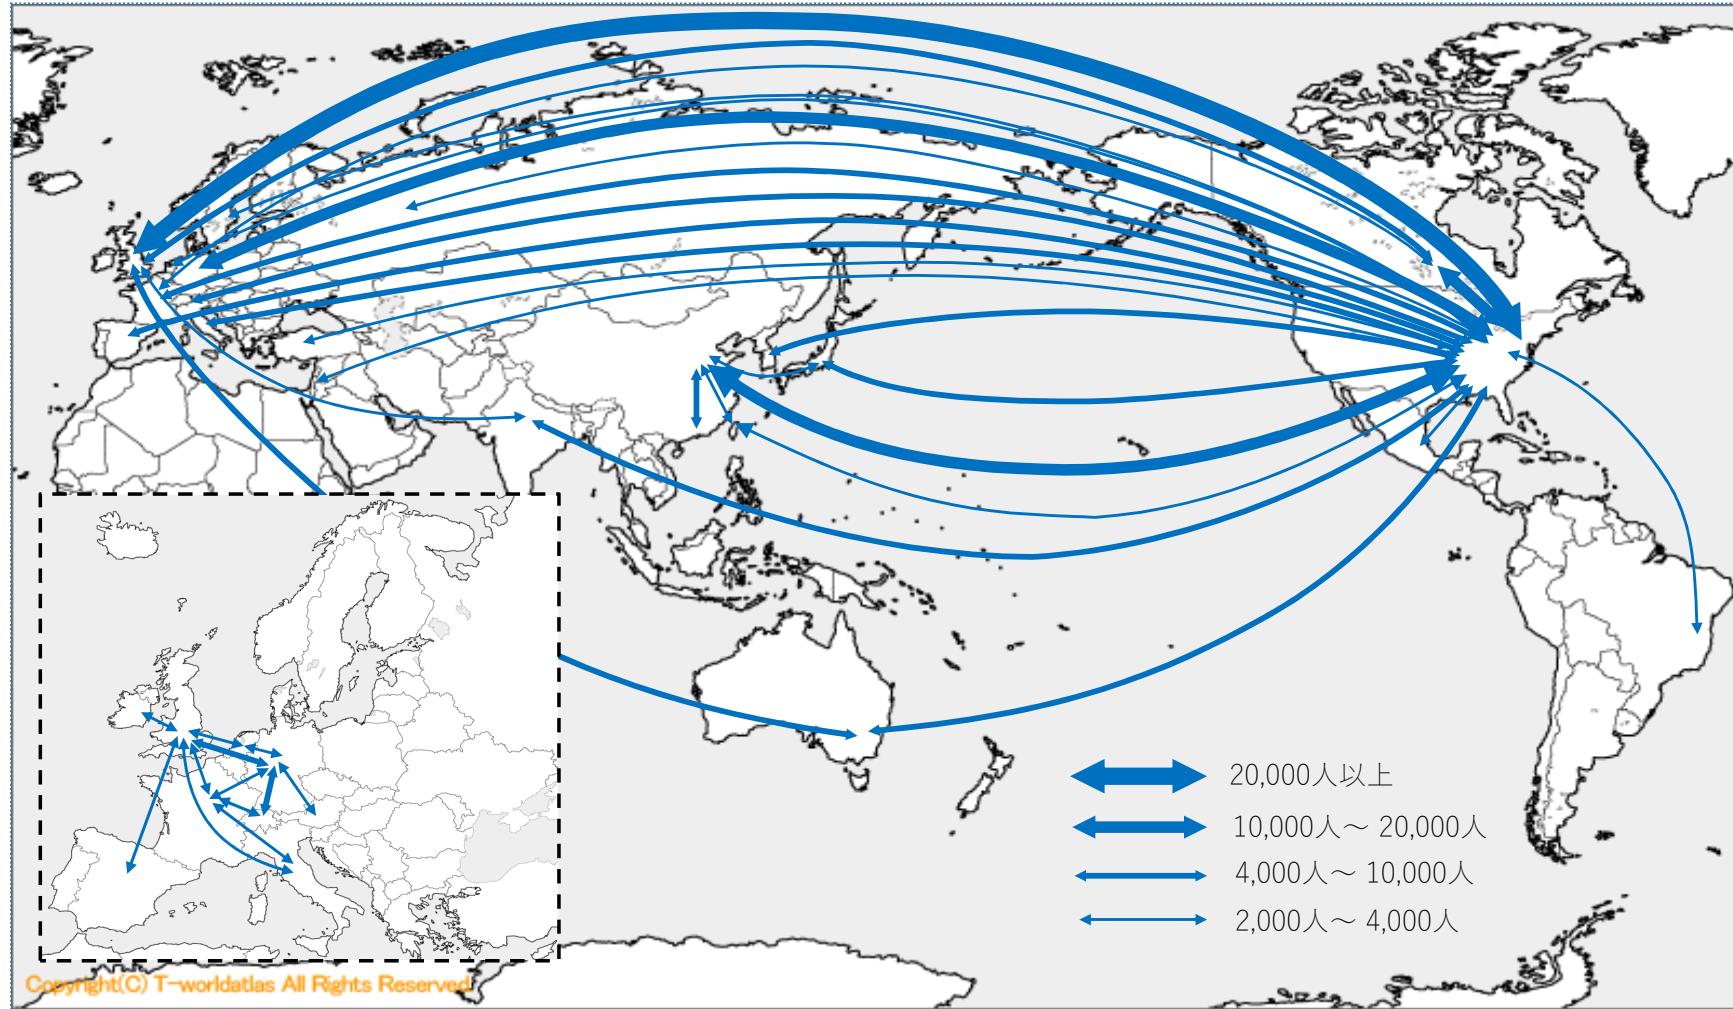 20,000人以上
10,000人～ 20,000人
4,000人～ 10,000人
2,000人～ 4,000人
Copyright(C) T-worldatlas All Rights Reserved.